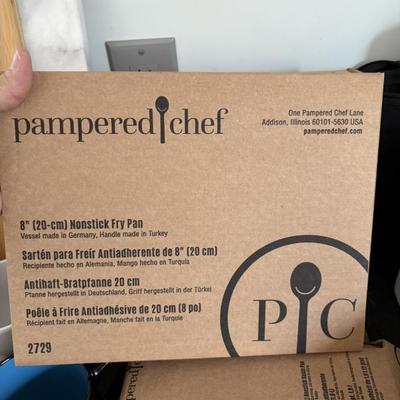 pampered chef
One Pampered Chef Lane
Addison, Illinois 60101-5630 USA
pamperedchef.com
8" (20-cm) Nonstick Fry Pan
Vessel made in Germany, Handle made in Turkey
Sartén para Freír Antiadherente de 8" (20 cm)
Recipiente hecho en Alemania, Mango hecho en Turquía
Antihaft-Bratpfanne 20 cm
Pfanne hergestellt in Deutschland, Griff hergestellt in der Türkei
Poêle à Frire Antiadhésive de 20 cm (8 po)
Récipient fait en Allemagne, Manche fait en la Turquie
2729
P C